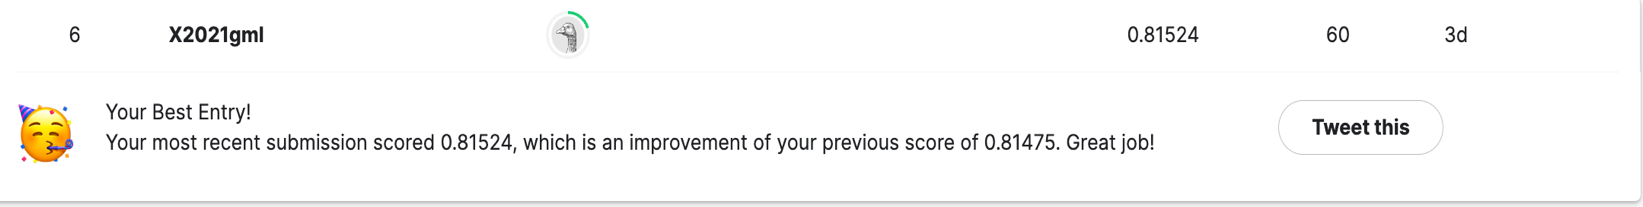 6 X2021gml 0.81524 60 3d
Your Best Entry!
Your most recent submission scored 0.81524, which is an improvement of your previous score of 0.81475. Great job!
Tweet this